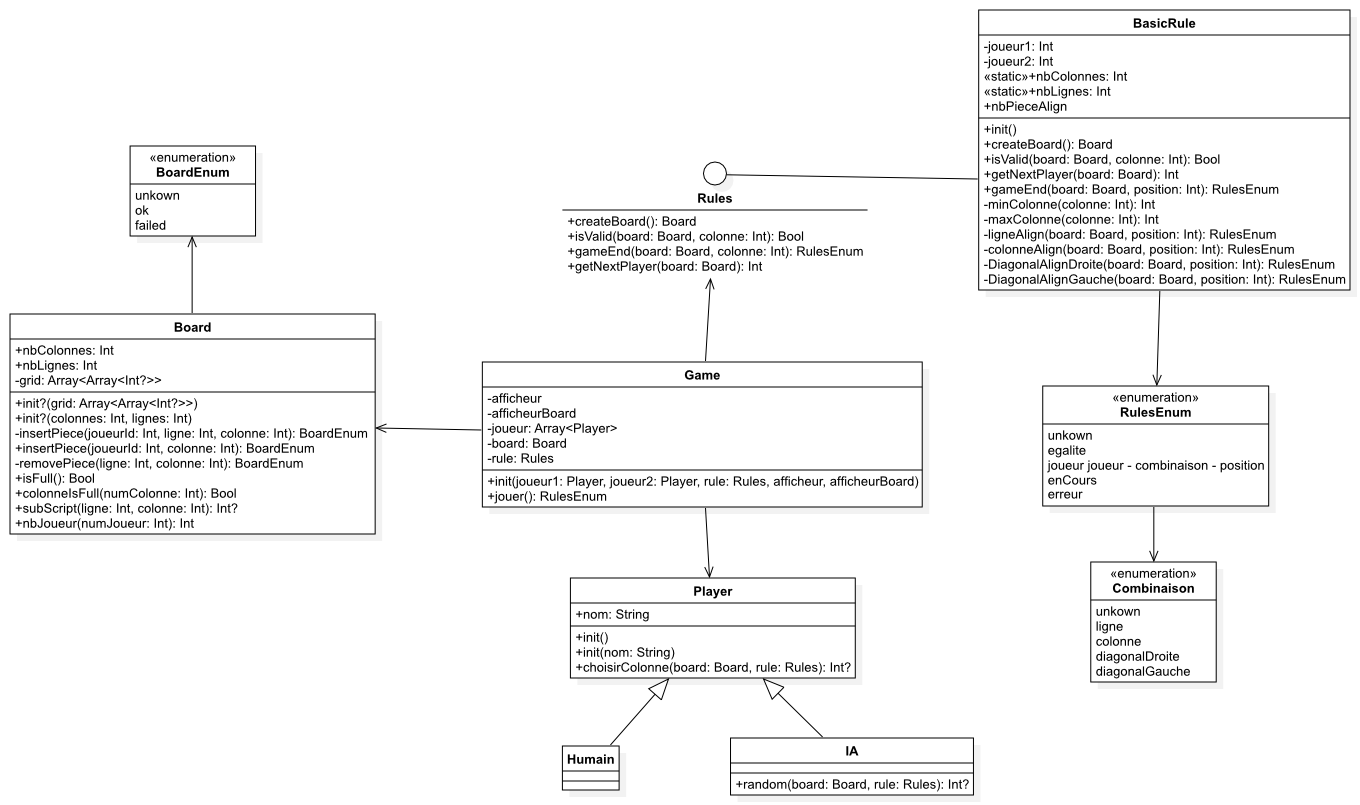 BasicRule
-joueur1: Int
-joueur2: Int
«static»+nbColonnes: Int
«static»+nbLignes: Int
+nbPieceAlign
+init()
+createBoard(): Board
+isValid(board: Board, colonne: Int): Bool
+getNextPlayer(board: Board): Int
+gameEnd(board: Board, position: Int): RulesEnum
-minColonne(colonne: Int): Int
-maxColonne(colonne: Int): Int
-ligneAlign(board: Board, position: Int): RulesEnum
-colonneAlign(board: Board, position: Int): RulesEnum
-DiagonalAlignDroite(board: Board, position: Int): RulesEnum
-DiagonalAlignGauche(board: Board, position: Int): RulesEnum
«enumeration»
BoardEnum
unkown
ok
failed
Rules
+createBoard(): Board
+isValid(board: Board, colonne: Int): Bool
+gameEnd(board: Board, colonne: Int): RulesEnum
+getNextPlayer(board: Board): Int
Board
+nbColonnes: Int
+nbLignes: Int
-grid: Array<Array<Int?>>
+init?(grid: Array<Array<Int?>>)
+init?(colonnes: Int, lignes: Int)
-insertPiece(joueurId: Int, ligne: Int, colonne: Int): BoardEnum
+insertPiece(joueurId: Int, colonne: Int): BoardEnum
-removePiece(ligne: Int, colonne: Int): BoardEnum
+isFull(): Bool
+colonneIsFull(numColonne: Int): Bool
+subScript(ligne: Int, colonne: Int): Int?
+nbJoueur(numJoueur: Int): Int
Game
-afficheur
-afficheurBoard
-joueur: Array<Player>
-board: Board
-rule: Rules
+init(joueur1: Player, joueur2: Player, rule: Rules, afficheur, afficheurBoard)
+jouer(): RulesEnum
«enumeration»
RulesEnum
unkown
egalite
joueur joueur - combinaison - position
enCours
erreur
«enumeration»
Combinaison
unkown
ligne
colonne
diagonalDroite
diagonalGauche
Player
+nom: String
+init()
+init(nom: String)
+choisirColonne(board: Board, rule: Rules): Int?
Humain
IA
+random(board: Board, rule: Rules): Int?